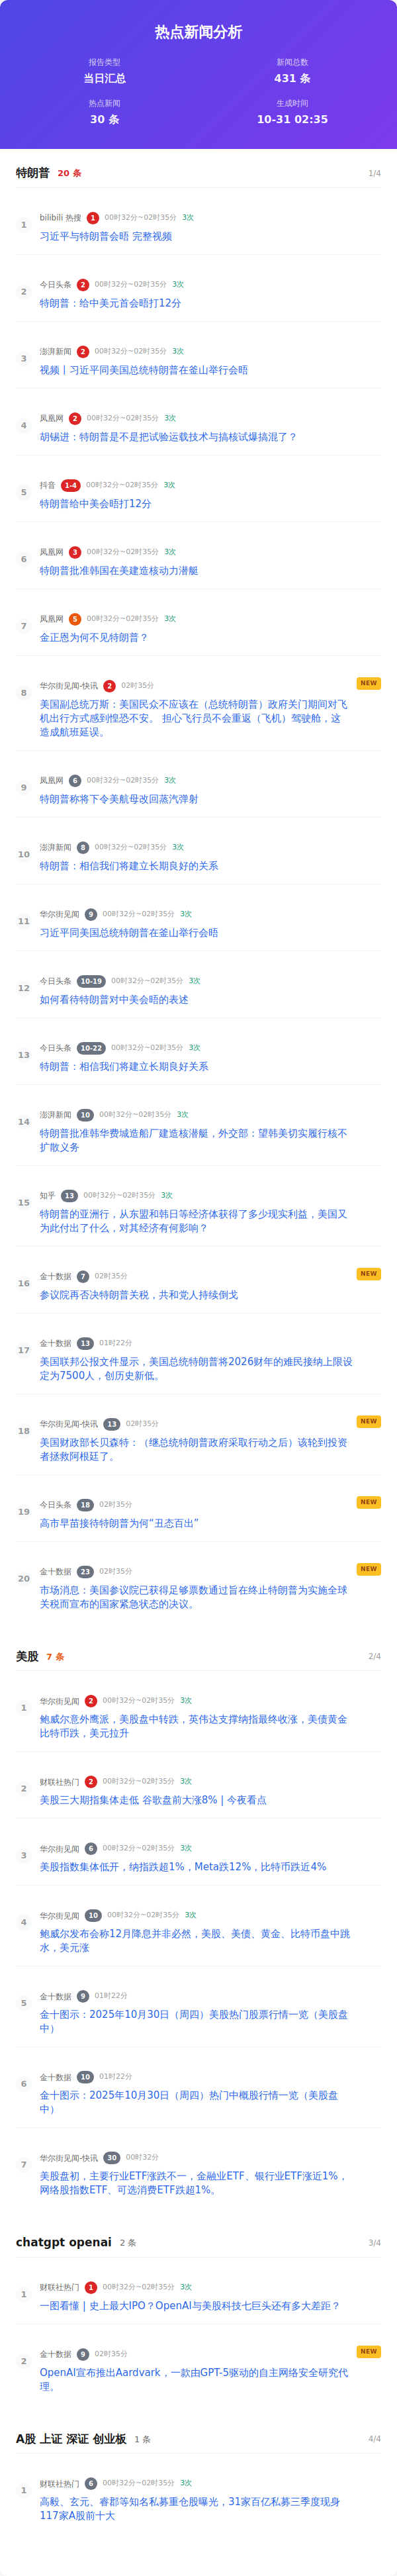 热点新闻分析
报告类型 新闻总数
当日汇总 431 条
热点新闻 生成时间
30 条 10-31 02:35
特朗普 20 条 1/4
1 bilibili 热搜 1 00时32分~02时35分 3次
习近平与特朗普会晤 完整视频
2 今日头条 2 00时32分~02时35分 3次
特朗普：给中美元首会晤打12分
3 澎湃新闻 2 00时32分~02时35分 3次
视频丨习近平同美国总统特朗普在釜山举行会晤
4 凤凰网 2 00时32分~02时35分 3次
胡锡进：特朗普是不是把试验运载技术与搞核试爆搞混了？
5 抖音 1-4 00时32分~02时35分 3次
特朗普给中美会晤打12分
6 凤凰网 3 00时32分~02时35分 3次
特朗普批准韩国在美建造核动力潜艇
7 凤凰网 5 00时32分~02时35分 3次
金正恩为何不见特朗普？
8 华尔街见闻-快讯 2 02时35分 NEW
美国副总统万斯：美国民众不应该在（总统特朗普）政府关门期间对飞
机出行方式感到惶恐不安。 担心飞行员不会重返（飞机）驾驶舱，这
造成航班延误。
9 凤凰网 6 00时32分~02时35分 3次
特朗普称将下令美航母改回蒸汽弹射
10 澎湃新闻 8 00时32分~02时35分 3次
特朗普：相信我们将建立长期良好的关系
11 华尔街见闻 9 00时32分~02时35分 3次
习近平同美国总统特朗普在釜山举行会晤
12 今日头条 10-19 00时32分~02时35分 3次
如何看待特朗普对中美会晤的表述
13 今日头条 10-22 00时32分~02时35分 3次
特朗普：相信我们将建立长期良好关系
14 澎湃新闻 10 00时32分~02时35分 3次
特朗普批准韩华费城造船厂建造核潜艇，外交部：望韩美切实履行核不
扩散义务
15 知乎 13 00时32分~02时35分 3次
特朗普的亚洲行，从东盟和韩日等经济体获得了多少现实利益，美国又
为此付出了什么，对其经济有何影响？
16 金十数据 7 02时35分 NEW
参议院再否决特朗普关税，共和党人持续倒戈
17 金十数据 13 01时22分
美国联邦公报文件显示，美国总统特朗普将2026财年的难民接纳上限设
定为7500人，创历史新低。
18 华尔街见闻-快讯 13 02时35分 NEW
美国财政部长贝森特：（继总统特朗普政府采取行动之后）该轮到投资
者拯救阿根廷了。
19 今日头条 18 02时35分 NEW
高市早苗接待特朗普为何“丑态百出”
20 金十数据 23 02时35分 NEW
市场消息：美国参议院已获得足够票数通过旨在终止特朗普为实施全球
关税而宣布的国家紧急状态的决议。
美股 7 条 2/4
1 华尔街见闻 2 00时32分~02时35分 3次
鲍威尔意外鹰派，美股盘中转跌，英伟达支撑纳指最终收涨，美债黄金
比特币跌，美元拉升
2 财联社热门 2 00时32分~02时35分 3次
美股三大期指集体走低 谷歌盘前大涨8% | 今夜看点
3 华尔街见闻 6 00时32分~02时35分 3次
美股指数集体低开，纳指跌超1%，Meta跌12%，比特币跌近4%
4 华尔街见闻 10 00时32分~02时35分 3次
鲍威尔发布会称12月降息并非必然，美股、美债、黄金、比特币盘中跳
水，美元涨
5 金十数据 9 01时22分
金十图示：2025年10月30日（周四）美股热门股票行情一览（美股盘
中）
6 金十数据 10 01时22分
金十图示：2025年10月30日（周四）热门中概股行情一览（美股盘
中）
7 华尔街见闻-快讯 30 00时32分
美股盘初，主要行业ETF涨跌不一，金融业ETF、银行业ETF涨近1%，
网络股指数ETF、可选消费ETF跌超1%。
chatgpt openai 2 条 3/4
1 财联社热门 1 00时32分~02时35分 3次
一图看懂 | 史上最大IPO？OpenAI与美股科技七巨头还有多大差距？
2 金十数据 9 02时35分 NEW
OpenAI宣布推出Aardvark，一款由GPT-5驱动的自主网络安全研究代
理。
A股 上证 深证 创业板 1 条 4/4
1 财联社热门 6 00时32分~02时35分 3次
高毅、玄元、睿郡等知名私募重仓股曝光，31家百亿私募三季度现身
117家A股前十大